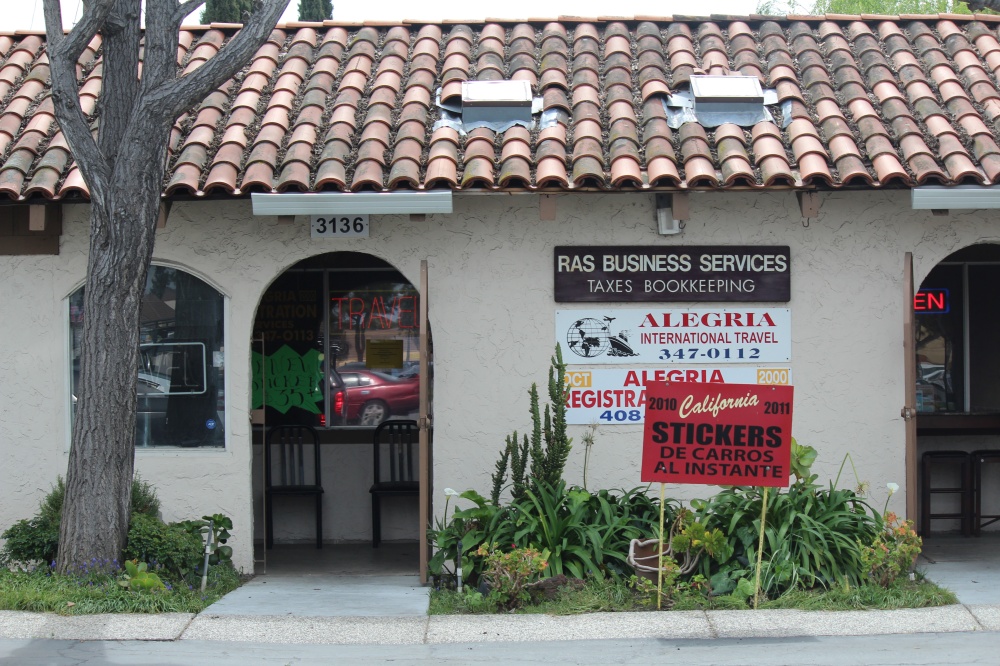 3136
RAS BUSINESS SERVICES
TAXES BOOKKEEPING
ALEGRIA
INTERNATIONAL TRAVEL
347-0112
OCT
ALEGRIA
2000
REGISTRA
408
2010 California 2011
STICKERS
DE CARROS
AL INSTANTE
TRAVEL